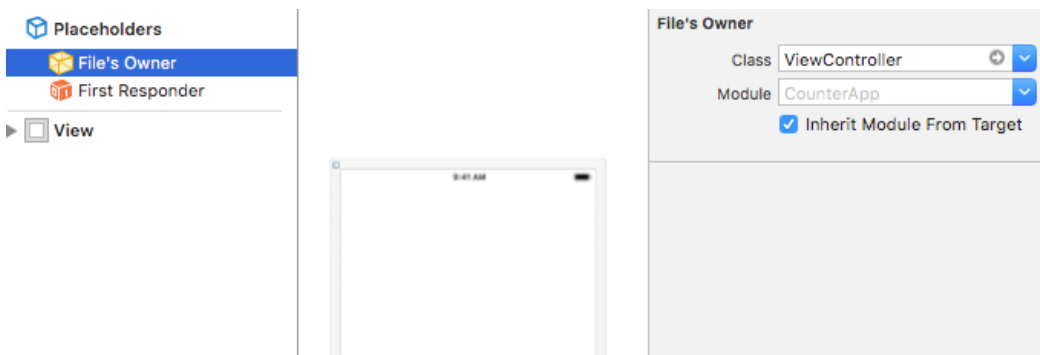 Placeholders
File's Owner
First Responder
View
9:41 AM
File's Owner
Class ViewController
Module CounterApp
Inherit Module From Target